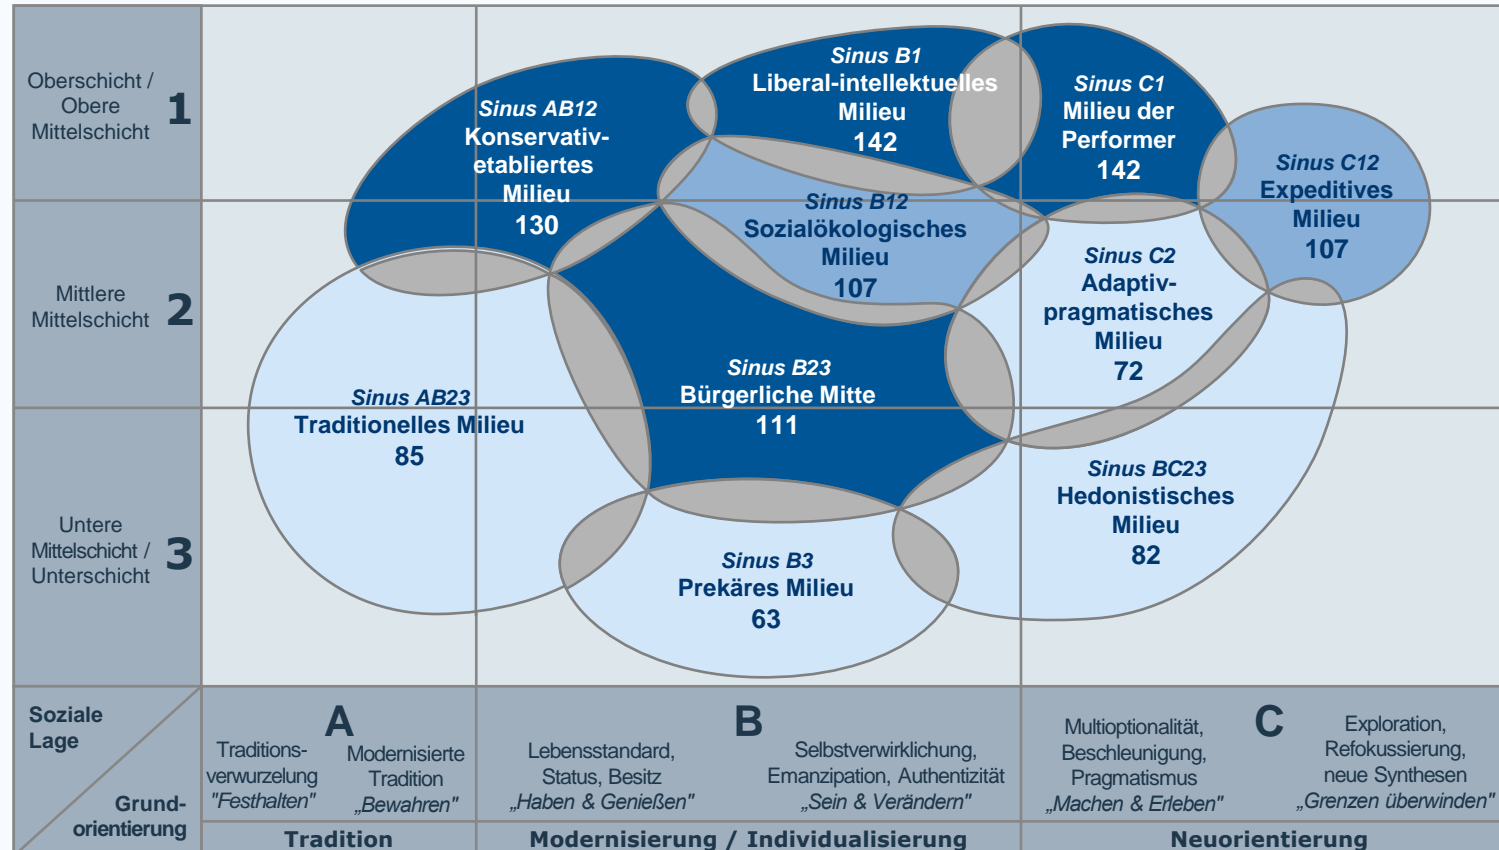 Oberschicht /
Obere
Mittelschicht
1
Mittlere
Mittelschicht
2
Untere
Mittelschicht /
Unterschicht
3
Sinus AB12
Konservativ-
etabliertes
Milieu
130
Sinus B1
Liberal-intellektuelles
Milieu
142
Sinus C1
Milieu der
Performer
142
Sinus C12
Expeditives
Milieu
107
Sinus B12
Sozialökologisches
Milieu
107
Sinus C2
Adaptiv-
pragmatisches
Milieu
72
Sinus AB23
Traditionelles Milieu
85
Sinus B23
Bürgerliche Mitte
111
Sinus BC23
Hedonistisches
Milieu
82
Sinus B3
Prekäres Milieu
63
Soziale
Lage
Grund-
orientierung
A
Traditions-
verwurzelung
"Festhalten"
Modernisierte
Tradition
„Bewahren"
B
Lebensstandard,
Status, Besitz
„Haben & Genießen"
Selbstverwirklichung,
Emanzipation, Authentizität
„Sein & Verändern"
C
Multioptionalität,
Beschleunigung,
Pragmatismus
„Machen & Erleben"
Exploration,
Refokussierung,
neue Synthesen
„Grenzen überwinden"
Tradition
Modernisierung / Individualisierung
Neuorientierung